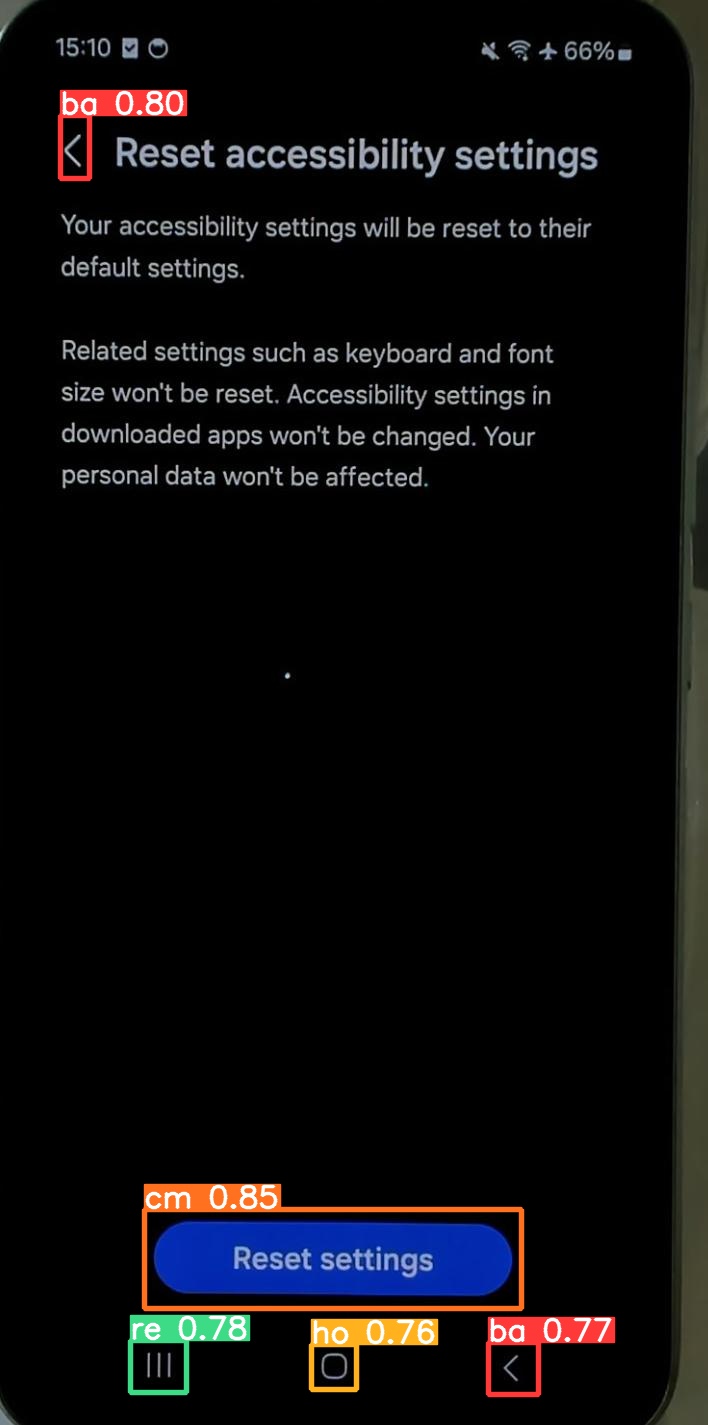 15:10
66%
ba 0.80
Reset accessibility settings
Your accessibility settings will be reset to their
default settings.
Related settings such as keyboard and font
size won't be reset. Accessibility settings in
downloaded apps won't be changed. Your
personal data won't be affected.
cm 0.85
Reset settings
re 0.78
ho 0.76
ba 0.77